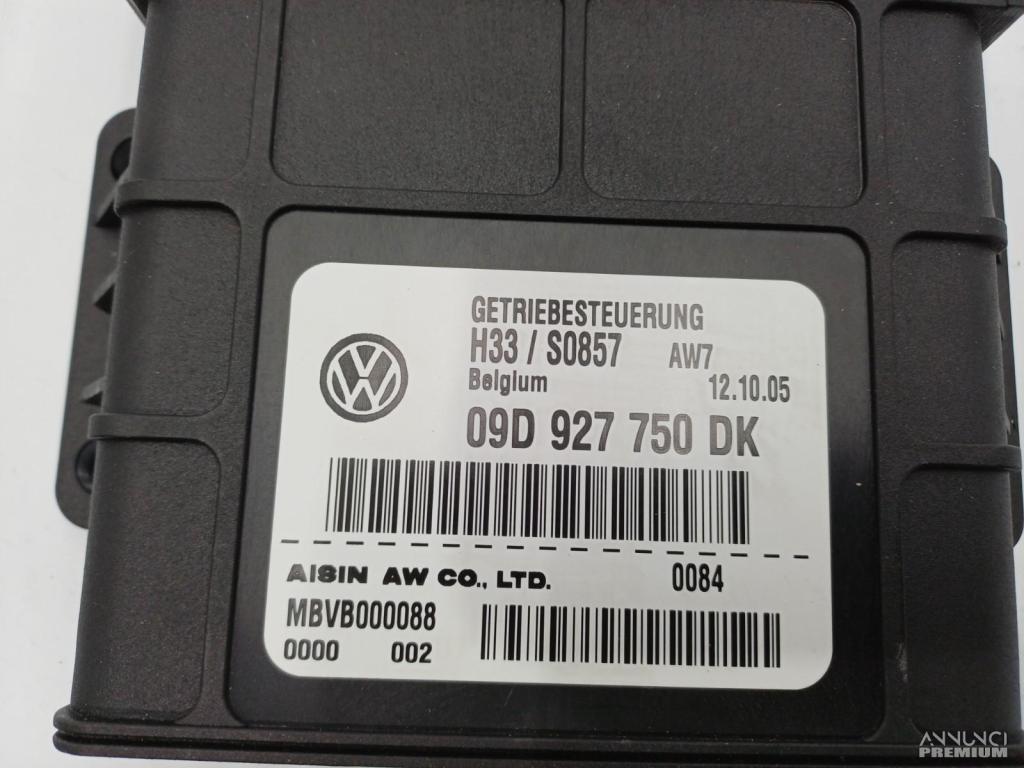 GETRIEBESTEUERUNG
H33 / S0857 AW7
Belgium 12.10.05
09D 927 750 DK
AISIN AW CO., LTD. 0084
MBVB000088
0000 002
ANNUNCI
PREMIUM